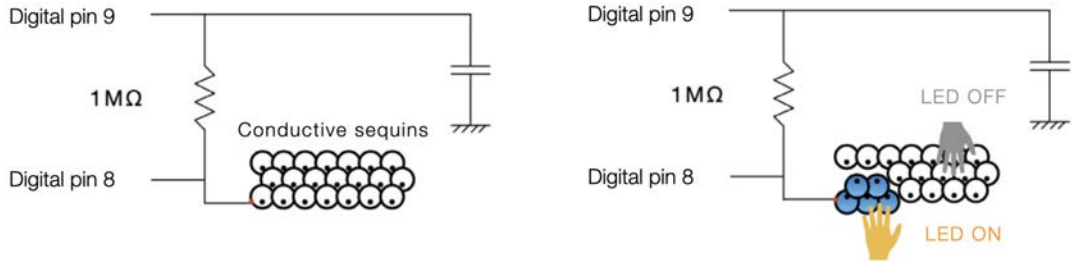 Digital pin 9
1MΩ
Conductive sequins
Digital pin 8
Digital pin 9
1MΩ
LED OFF
Digital pin 8
LED ON